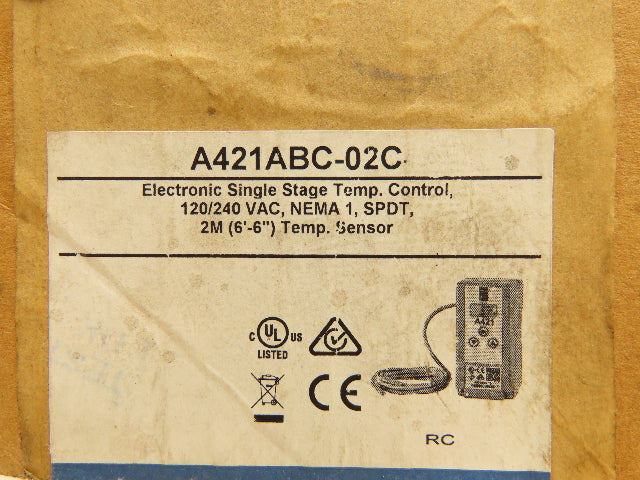 A421ABC-02C
Electronic Single Stage Temp. Control,
120/240 VAC, NEMA 1, SPDT,
2M (6'-6") Temp. Sensor
C UL US
LISTED
CE
A421
RC